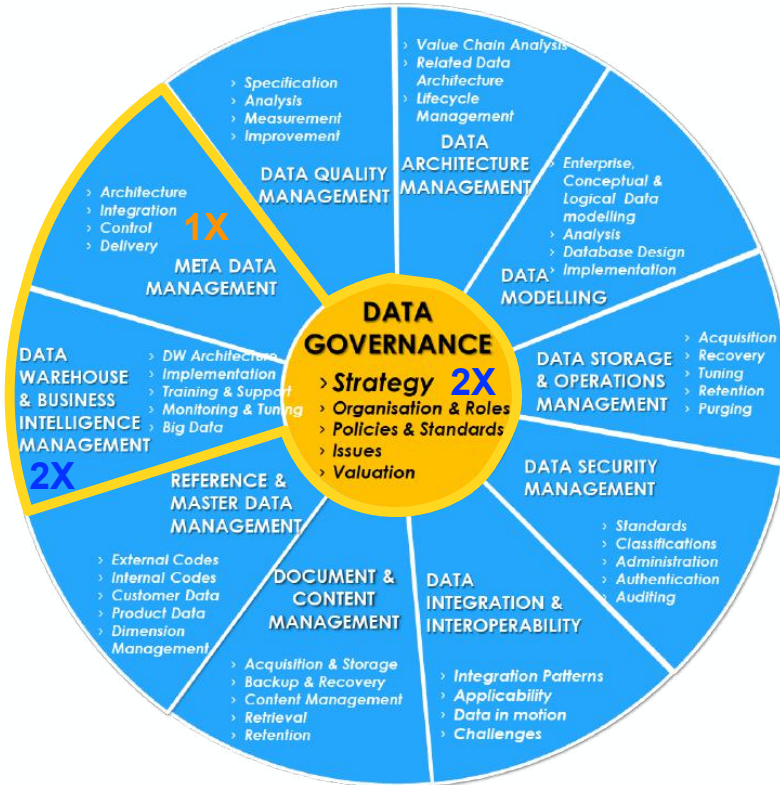 › Value Chain Analysis
› Related Data
Architecture
› Lifecycle
Management
DATA
ARCHITECTURE
MANAGEMENT
› Enterprise,
Conceptual &
Logical Data
modelling
› Analysis
› Database Design
› Implementation
DATA
MODELLING
› Acquisition
› Recovery
› Tuning
› Retention
› Purging
DATA STORAGE
& OPERATIONS
MANAGEMENT
DATA SECURITY
MANAGEMENT
› Standards
› Classifications
› Administration
› Authentication
› Auditing
DATA
INTEGRATION &
INTEROPERABILITY
› Integration Patterns
› Applicability
› Data in motion
› Challenges
DOCUMENT &
CONTENT
MANAGEMENT
› Acquisition & Storage
› Backup & Recovery
› Content Management
› Retrieval
› Retention
REFERENCE &
MASTER DATA
MANAGEMENT
› External Codes
› Internal Codes
› Customer Data
› Product Data
› Dimension
Management
DATA
WAREHOUSE
& BUSINESS
INTELLIGENCE
MANAGEMENT
2X
› DW Architecture
› Implementation
› Training & Support
› Monitoring & Tuning
› Big Data
› Architecture
› Integration
› Control
› Delivery
1X
META DATA
MANAGEMENT
› Specification
› Analysis
› Measurement
› Improvement
DATA QUALITY
MANAGEMENT
DATA
GOVERNANCE
› Strategy 2X
› Organisation & Roles
› Policies & Standards
› Issues
› Valuation